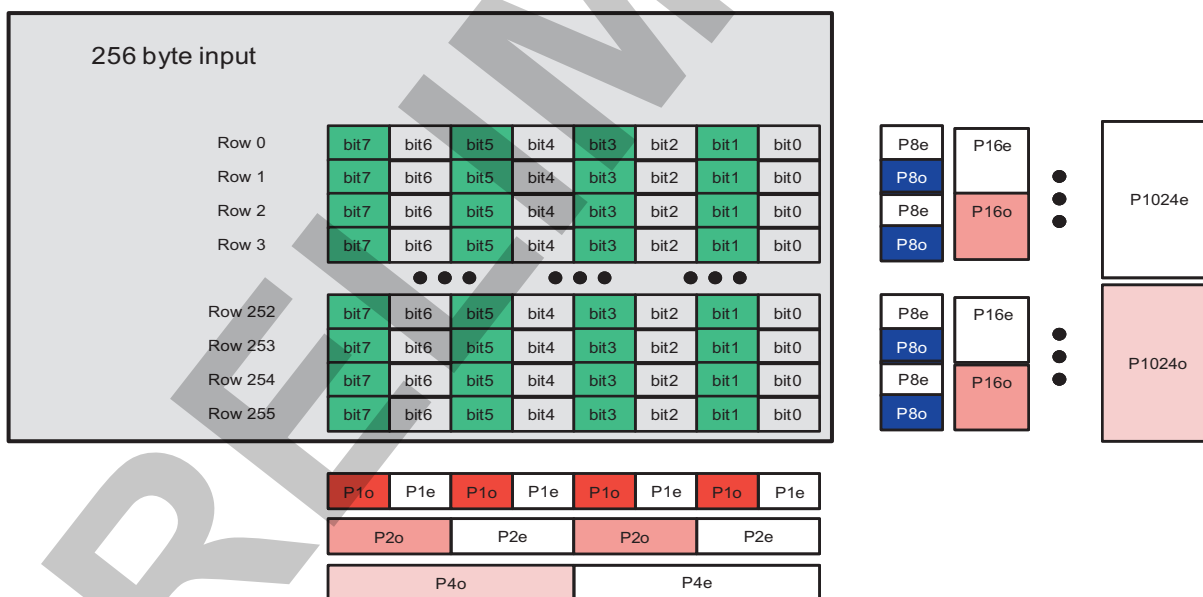 256 byte input
Row 0 bit7 bit6 bit5 bit4 bit3 bit2 bit1 bit0 P8e P16e
Row 1 bit7 bit6 bit5 bit4 bit3 bit2 bit1 bit0 P8o
Row 2 bit7 bit6 bit5 bit4 bit3 bit2 bit1 bit0 P8e P16o P1024e
Row 3 bit7 bit6 bit5 bit4 bit3 bit2 bit1 bit0 P8o
Row 252 bit7 bit6 bit5 bit4 bit3 bit2 bit1 bit0 P8e P16e
Row 253 bit7 bit6 bit5 bit4 bit3 bit2 bit1 bit0 P8o
Row 254 bit7 bit6 bit5 bit4 bit3 bit2 bit1 bit0 P8e P16o P1024o
Row 255 bit7 bit6 bit5 bit4 bit3 bit2 bit1 bit0 P8o
P1o P1e P1o P1e P1o P1e P1o P1e
P2o P2e P2o P2e
P4o P4e
RELIM